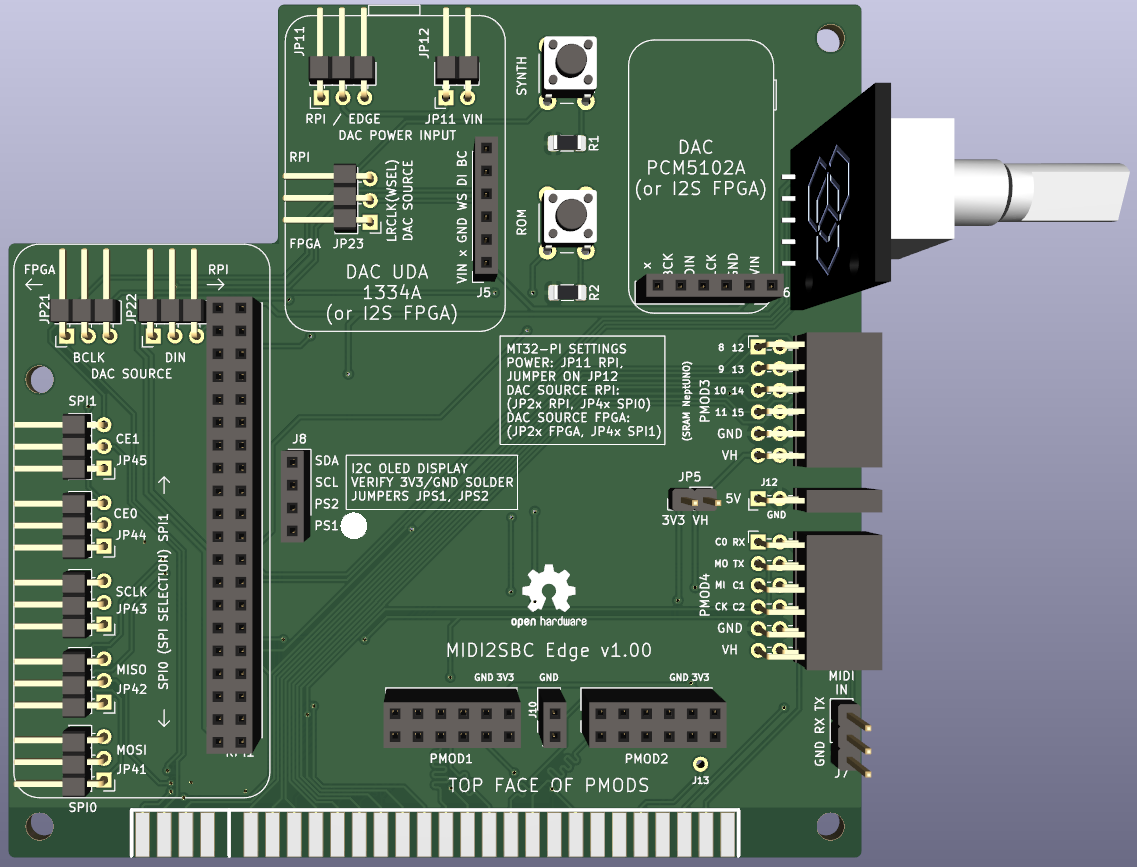 JP11
JP12
RPI / EDGE
JP11 VIN
DAC POWER INPUT
RPI
FPGA
JP23
LRCLK(WSEL)
DAC SOURCE
VIN x GND WS DI BC
J5
DAC UDA
1334A
(or I2S FPGA)
SYNTH
R1
ROM
R2
DAC
PCM5102A
(or I2S FPGA)
x
VIN
FPGA
RPI
JP21
JP22
BCLK
DIN
DAC SOURCE
SPI1
CE1
JP45
CE0
JP44
SCLK
JP43
MISO
JP42
MOSI
JP41
SPI0
SPI0 (SPI SELECTION) SPI1
J8
SDA
SCL
PS2
PS1
I2C OLED DISPLAY
VERIFY 3V3/GND SOLDER
JUMPERS JPS1, JPS2
MT32-PI SETTINGS
POWER: JP11 RPI,
JUMPER ON JP12
DAC SOURCE RPI:
(JP2x RPI, JP4x SPI0)
DAC SOURCE FPGA:
(JP2x FPGA, JP4x SPI1)
(SRAM NeptUNO)
PMOD3
8 12
9 13
10 14
11 15
GND
VH
JP5
3V3 VH
J12
5V
GND
PMOD4
C0 RX
MO TX
MI C1
CK C2
GND
VH
open hardware
MIDI2SBC Edge v1.00
GND 3V3
GND
GND 3V3
J10
PMOD1
PMOD2
J13
TOP FACE OF PMODS
MIDI
IN
GND RX TX
J7